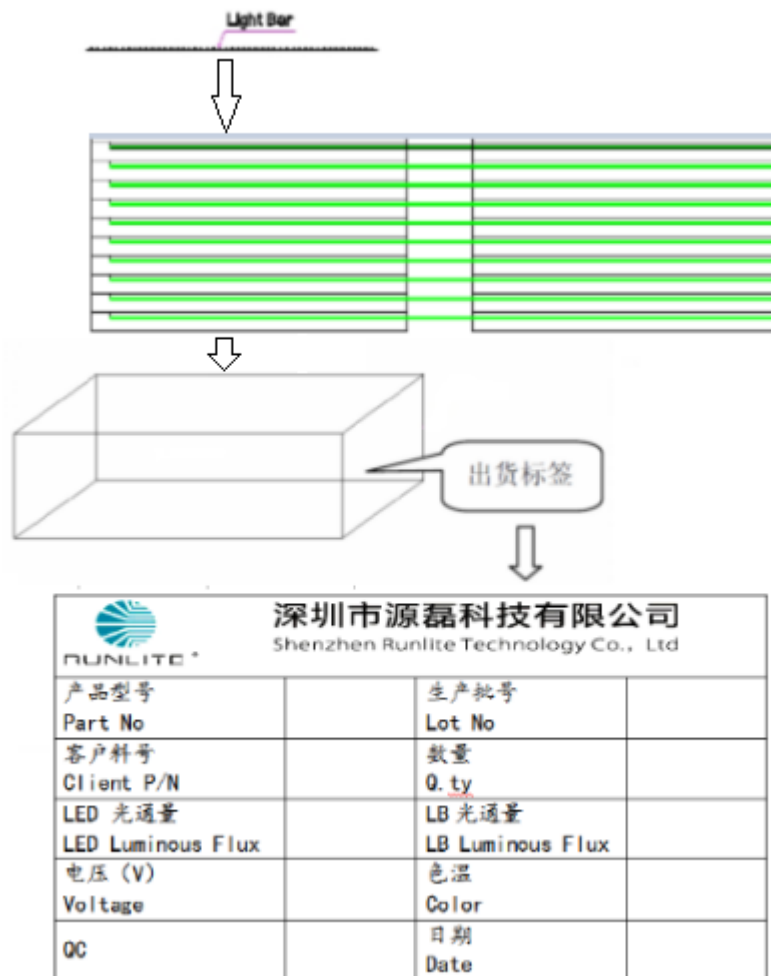 Light Bar
出货标签
RUNLITE
深圳市源磊科技有限公司
Shenzhen Runlite Technology Co., Ltd
产品型号
Part No
生产批号
Lot No
客户料号
Client P/N
数量
Q.ty
LED 光通量
LED Luminous Flux
LB 光通量
LB Luminous Flux
电压 (V)
Voltage
色温
Color
QC
日期
Date